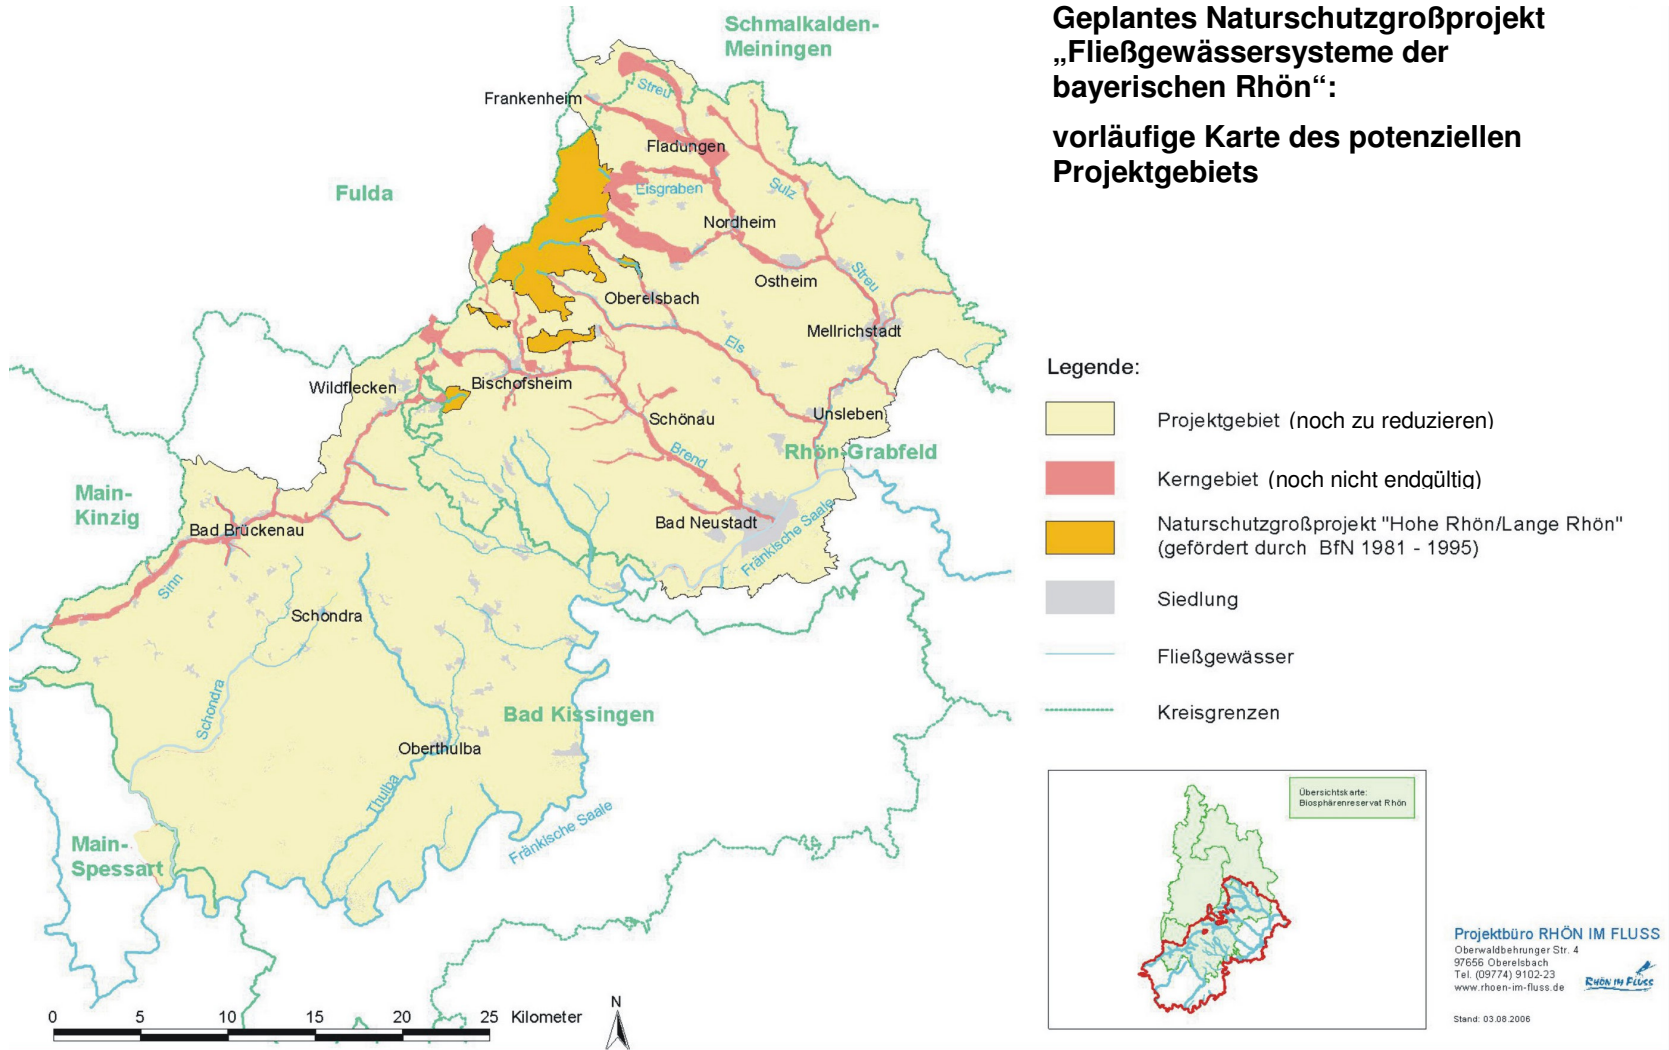 Geplantes Naturschutzgroßprojekt
„Fließgewässersysteme der
bayerischen Rhön“:
vorläufige Karte des potenziellen
Projektgebiets
Schmalkalden-
Meiningen
Frankenheim
Streu
Fladungen
Fulda
Eisgraben
Sulz
Nordheim
Streu
Ostheim
Oberelsbach
Mellrichstadt
Els
Wildflecken
Bischofsheim
Schönau
Unsleben
Rhön-Grabfeld
Brend
Main-
Kinzig
Bad Brückenau
Bad Neustadt
Fränkische Saale
Sinn
Schondra
Schondra
Bad Kissingen
Oberthulba
Thulba
Fränkische Saale
Main-
Spessart
0 5 10 15 20 25 Kilometer
N
Legende:
Projektgebiet (noch zu reduzieren)
Kerngebiet (noch nicht endgültig)
Naturschutzgroßprojekt "Hohe Rhön/Lange Rhön"
(gefördert durch BfN 1981 - 1995)
Siedlung
Fließgewässer
Kreisgrenzen
Übersichtskarte:
Biosphärenreservat Rhön
Projektbüro RHÖN IM FLUSS
Oberwaldbehrunger Str. 4
97656 Oberelsbach
Tel. (09774) 9102-23
www.rhoen-im-fluss.de
RHÖN IM FLUSS
Stand: 03.08.2006